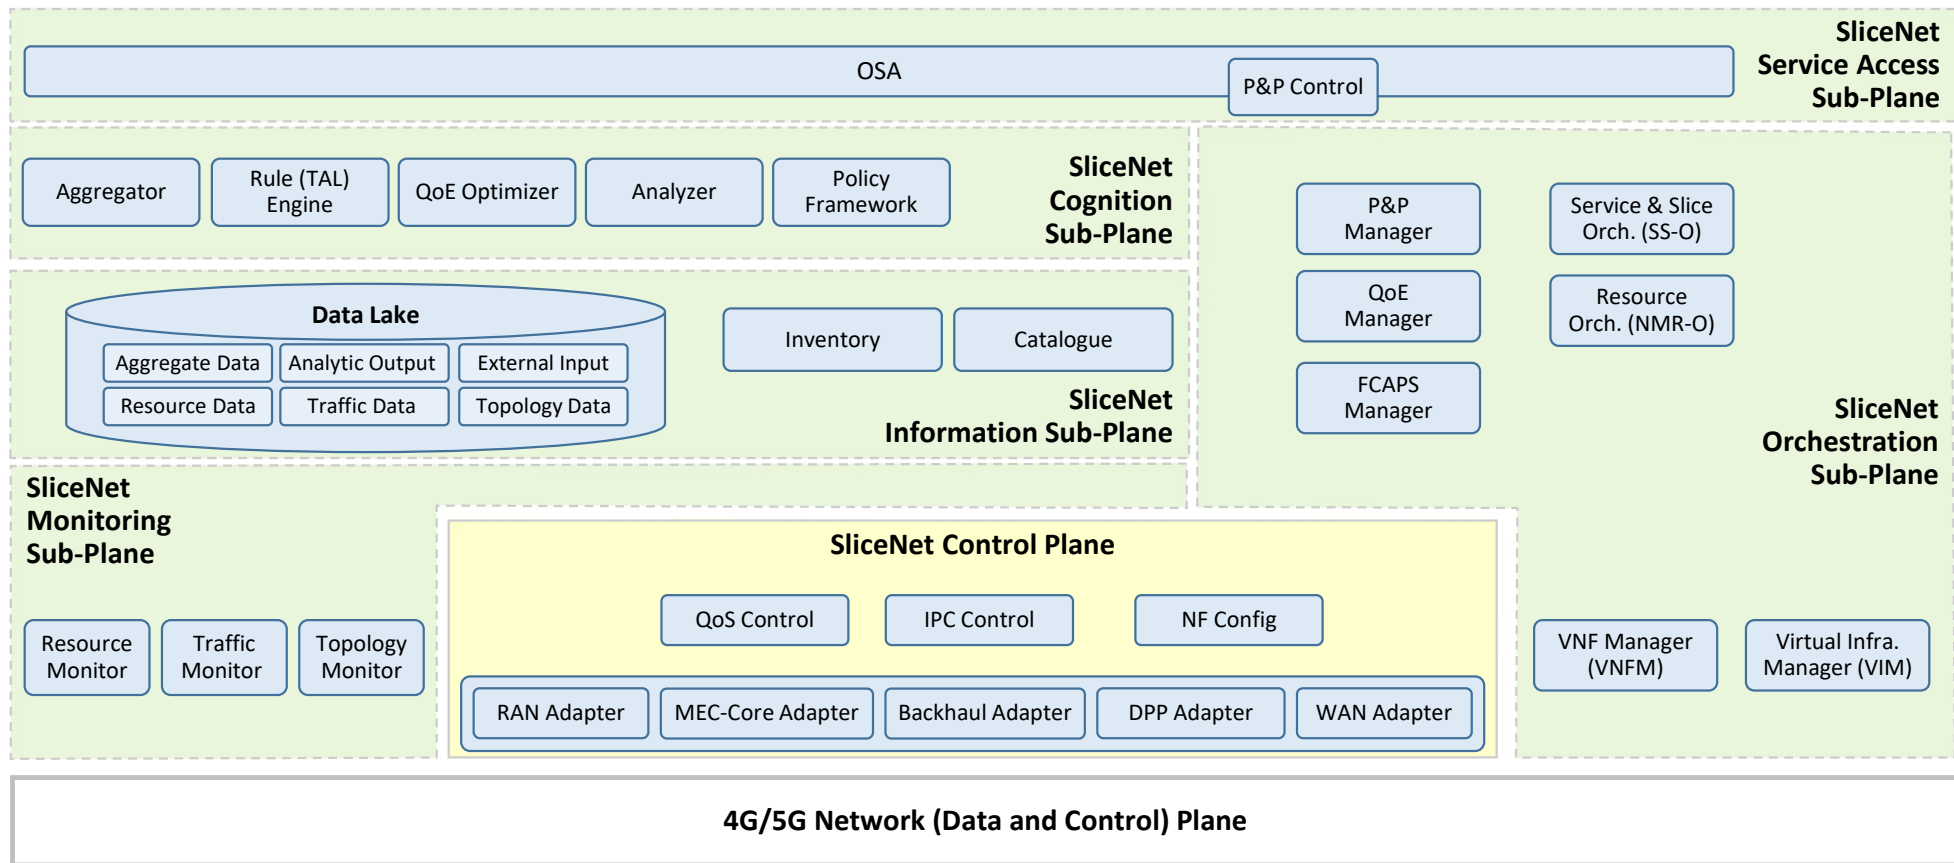 SliceNet
Service Access
Sub-Plane
OSA
P&P Control
Aggregator
Rule (TAL)
Engine
QoE Optimizer
Analyzer
Policy
Framework
SliceNet
Cognition
Sub-Plane
P&P
Manager
Service & Slice
Orch. (SS-O)
QoE
Manager
Resource
Orch. (NMR-O)
FCAPS
Manager
SliceNet
Orchestration
Sub-Plane
Data Lake
Aggregate Data
Analytic Output
External Input
Resource Data
Traffic Data
Topology Data
Inventory
Catalogue
SliceNet
Information Sub-Plane
SliceNet
Monitoring
Sub-Plane
Resource
Monitor
Traffic
Monitor
Topology
Monitor
SliceNet Control Plane
QoS Control
IPC Control
NF Config
RAN Adapter
MEC-Core Adapter
Backhaul Adapter
DPP Adapter
WAN Adapter
VNF Manager
(VNFM)
Virtual Infra.
Manager (VIM)
4G/5G Network (Data and Control) Plane